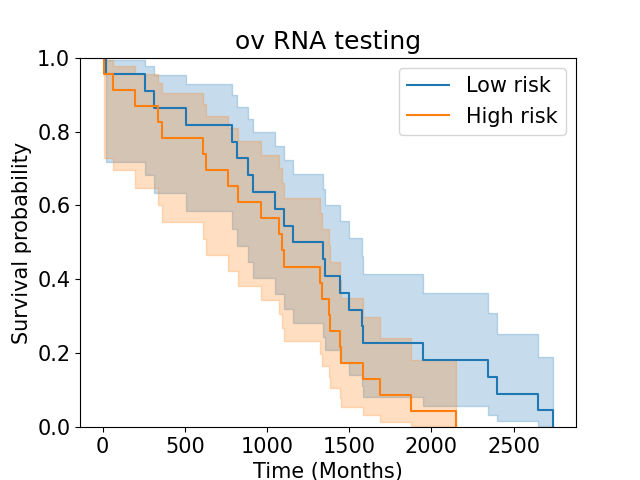 ov RNA testing
Survival probability
1.0
0.8
0.6
0.4
0.2
0.0
Low risk
High risk
0 500 1000 1500 2000 2500
Time (Months)